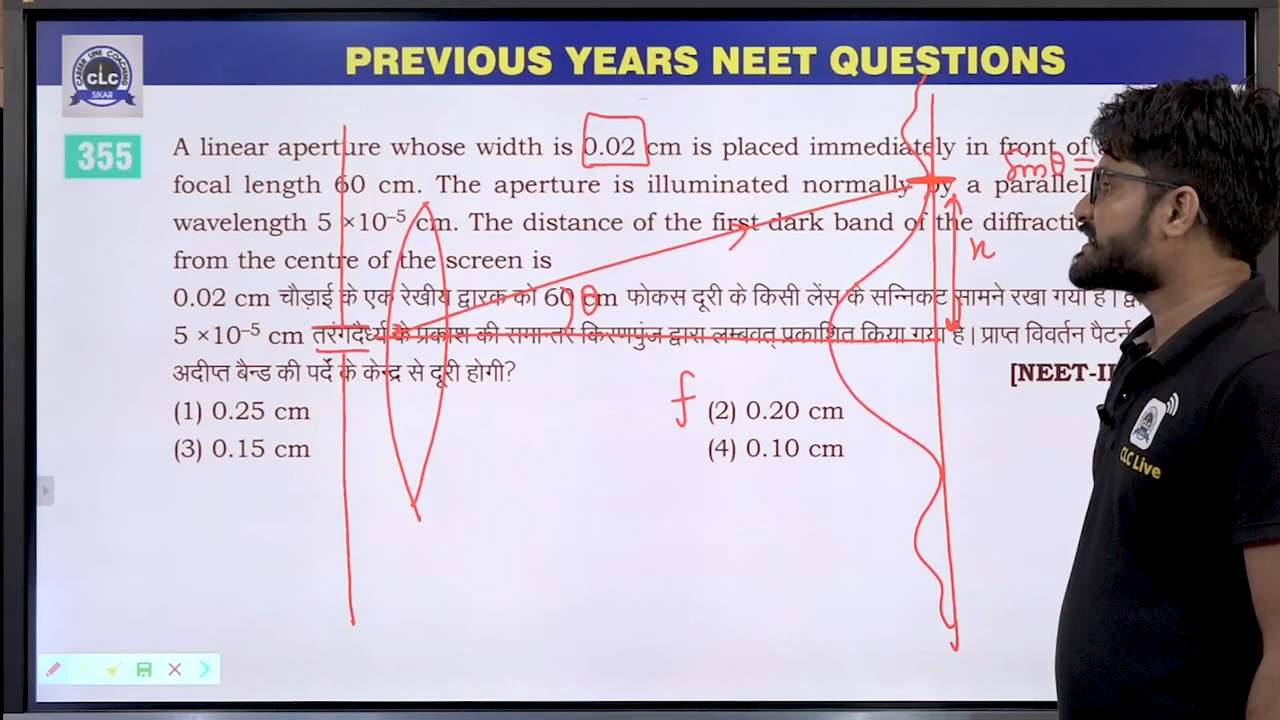 PREVIOUS YEARS NEET QUESTIONS
CAREER LINE COACHING
CLC
SIKAR
355
A linear aperture whose width is 0.02 cm is placed immediately in front of
focal length 60 cm. The aperture is illuminated normally by a parallel
wavelength 5 ×10⁻⁵ cm. The distance of the first dark band of the
from the centre of the screen is
0.02 cm चौड़ाई के एक रेखीय द्वारक को 60 cm फोकस दूरी के किसी लेंस के सन्निकट सामने रखा गया है।
5 ×10⁻⁵ cm तरंगदैर्ध्य के प्रकाश की समान्तर किरणपुंज द्वारा लम्बवत् प्रकाशित किया गया है। प्राप्त विवर्तन
अदीप्त बैन्ड की पर्दे के केन्द्र से दूरी होगी?
(1) 0.25 cm (2) 0.20 cm
(3) 0.15 cm (4) 0.10 cm
sinθ =
x
θ
f
CLC Live